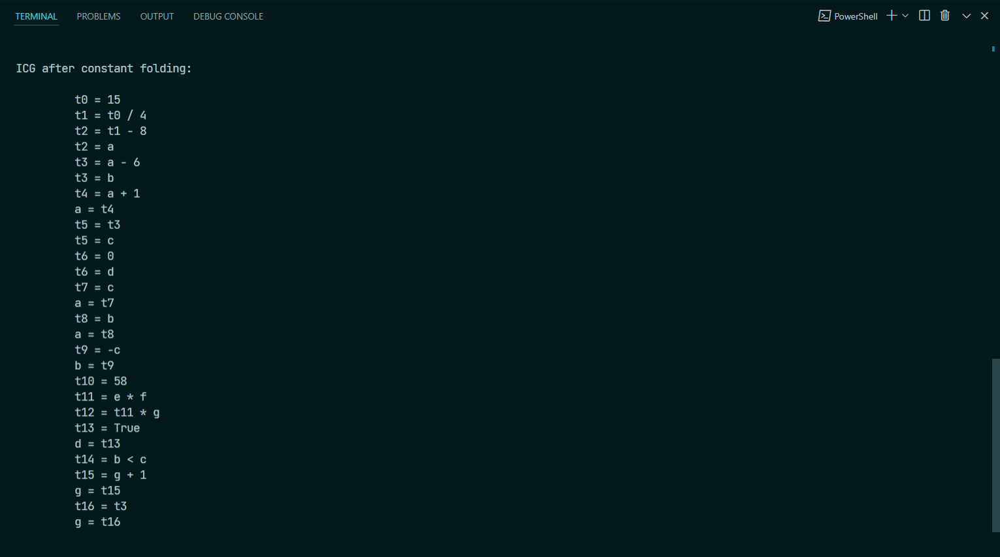 TERMINAL PROBLEMS OUTPUT DEBUG CONSOLE PowerShell
ICG after constant folding:
t0 = 15
t1 = t0 / 4
t2 = t1 - 8
t2 = a
t3 = a - 6
t3 = b
t4 = a + 1
a = t4
t5 = t3
t5 = c
t6 = 0
t6 = d
t7 = c
a = t7
t8 = b
a = t8
t9 = -c
b = t9
t10 = 58
t11 = e * f
t12 = t11 * g
t13 = True
d = t13
t14 = b < c
t15 = g + 1
g = t15
t16 = t3
g = t16